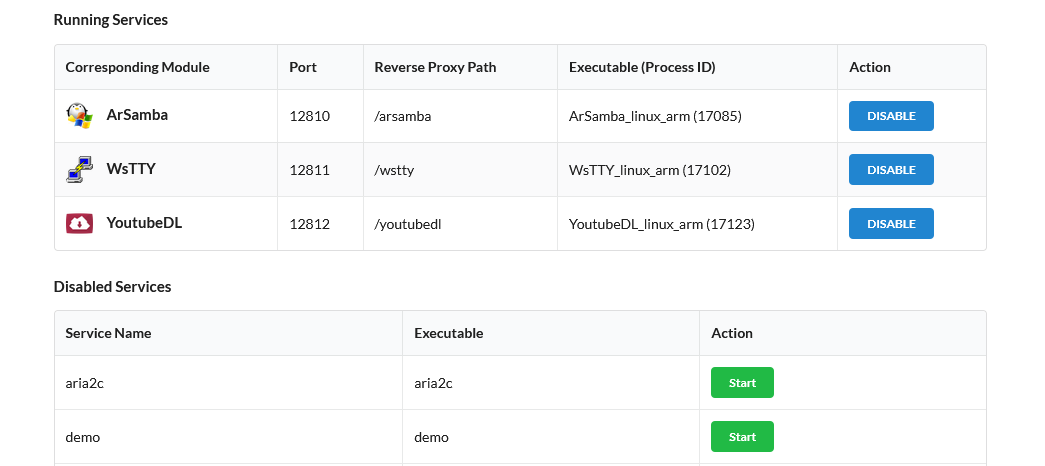 Running Services
Corresponding Module Port Reverse Proxy Path Executable (Process ID) Action
ArSamba 12810 /arsamba ArSamba_linux_arm (17085) DISABLE
WsTTY 12811 /wstty WsTTY_linux_arm (17102) DISABLE
YoutubeDL 12812 /youtubedl YoutubeDL_linux_arm (17123) DISABLE
Disabled Services
Service Name Executable Action
aria2c aria2c Start
demo demo Start